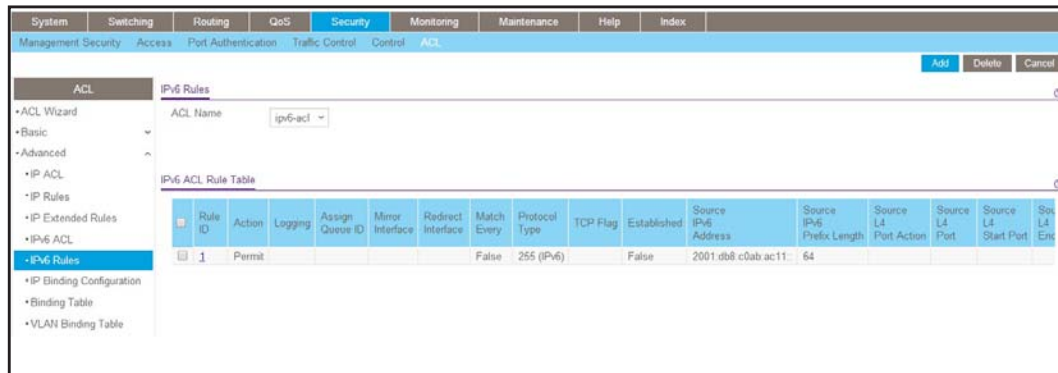 System Switching Routing QoS Security Monitoring Maintenance Help Index
Management Security Access Port Authentication Traffic Control Control ACL
Add Delete Cancel
ACL
IPv6 Rules
• ACL Wizard
ACL Name ipv6-acl
• Basic
• Advanced
• IP ACL
IPv6 ACL Rule Table
• IP Rules
• IP Extended Rules
• IPv6 ACL
• IPv6 Rules
• IP Binding Configuration
• Binding Table
• VLAN Binding Table
Rule ID Action Logging Assign Queue ID Mirror Interface Redirect Interface Match Every Protocol Type TCP Flag Established Source IPv6 Address Source IPv6 Prefix Length Source L4 Port Action Source L4 Port Source L4 Start Port Sou L4 End
1 Permit False 255 (IPv6) False 2001:db8:c0ab:ac11:: 64